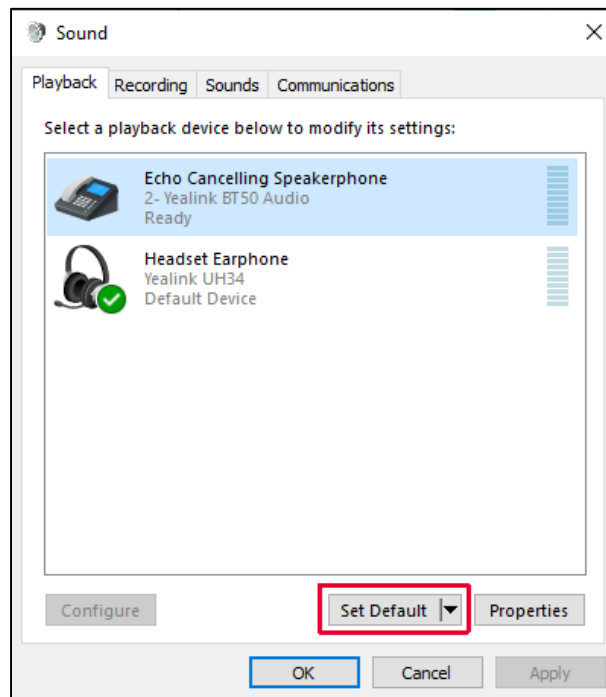 Sound
Playback Recording Sounds Communications
Select a playback device below to modify its settings:
Echo Cancelling Speakerphone
2- Yealink BT50 Audio
Ready
Headset Earphone
Yealink UH34
Default Device
Configure Set Default Properties
OK Cancel Apply